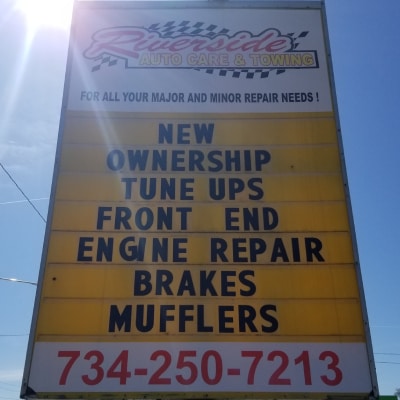 Riverside
AUTO CARE & TOWING
FOR ALL YOUR MAJOR AND MINOR REPAIR NEEDS !
NEW
OWNERSHIP
TUNE UPS
FRONT END
ENGINE REPAIR
BRAKES
MUFFLERS
734-250-7213